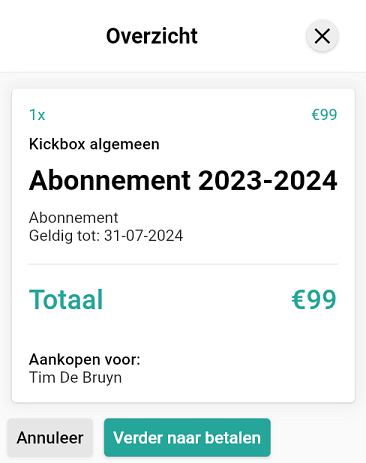 Overzicht
1x €99
Kickbox algemeen
Abonnement 2023-2024
Abonnement
Geldig tot: 31-07-2024
Totaal €99
Aankopen voor:
Tim De Bruyn
Annuleer Verder naar betalen